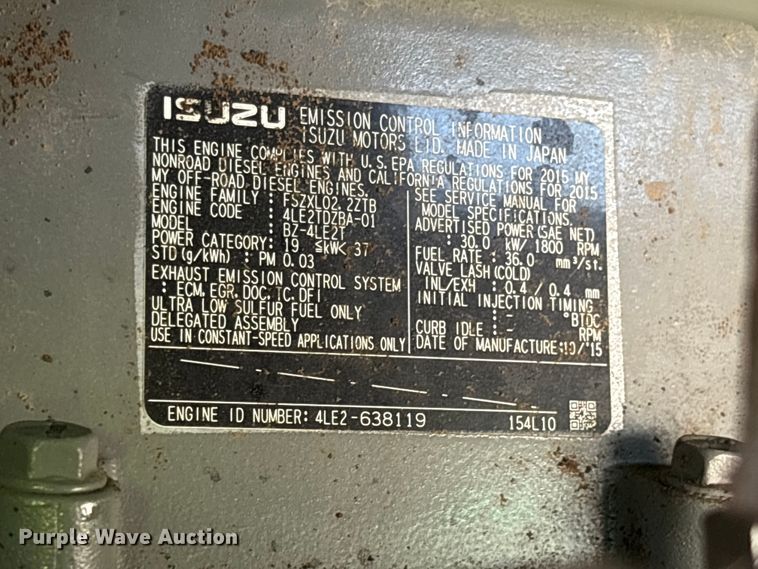 ISUZU EMISSION CONTROL INFORMATION
ISUZU MOTORS LTD. MADE IN JAPAN
THIS ENGINE COMPLIES WITH U.S. EPA REGULATIONS FOR 2015 MY
NONROAD DIESEL ENGINES AND CALIFORNIA REGULATIONS FOR 2015
MY OFF-ROAD DIESEL ENGINES.
ENGINE FAMILY : FSZXL02.2ZTB
ENGINE CODE : 4LE2TDZBA-01
MODEL : BZ-4LE2T
POWER CATEGORY: 19 ≦kW< 37
STD (g/kWh) : PM 0.03
EXHAUST EMISSION CONTROL SYSTEM
: ECM, EGR, DOC, TC, DFI
ULTRA LOW SULFUR FUEL ONLY
DELEGATED ASSEMBLY
USE IN CONSTANT-SPEED APPLICATIONS ONLY
SEE SERVICE MANUAL FOR
MODEL SPECIFICATIONS.
ADVERTISED POWER(SAE NET)
: 30.0 kW/ 1800 RPM
FUEL RATE : 36.0 mm³/st.
VALVE LASH(COLD)
IN/EXH : 0.4 / 0.4 mm
INITIAL INJECTION TIMING
: - °BTDC
CURB IDLE : - RPM
DATE OF MANUFACTURE:10/'15
ENGINE ID NUMBER: 4LE2-638119 154L10
Purple Wave Auction